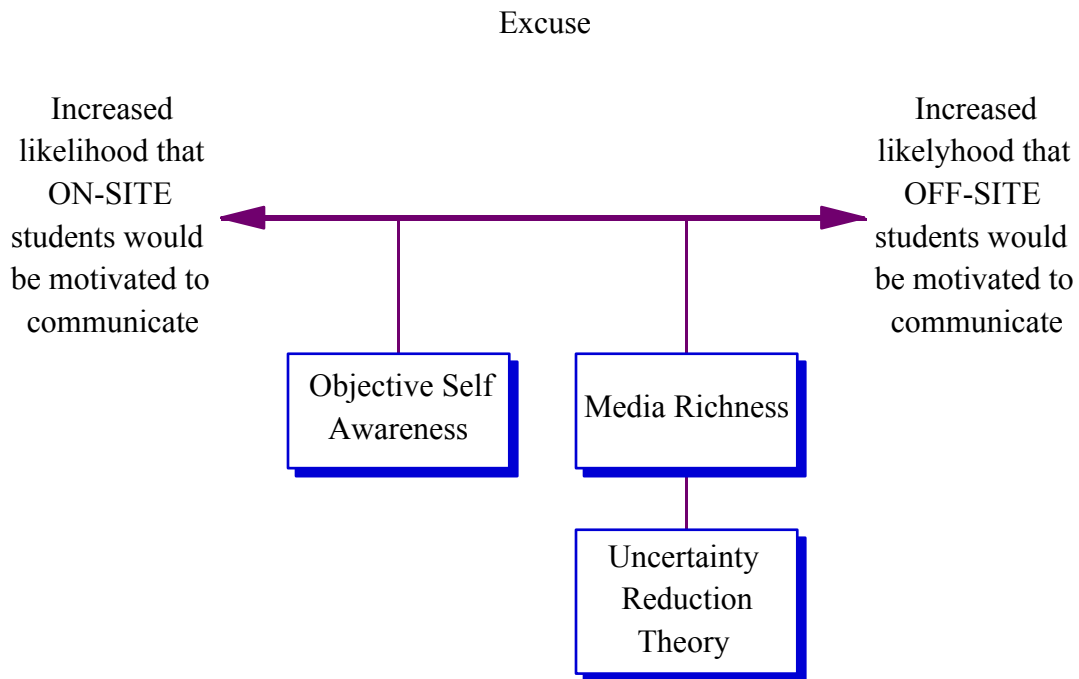 Excuse
Increased
likelihood that
ON-SITE
students would
be motivated to
communicate
Increased
likelyhood that
OFF-SITE
students would
be motivated to
communicate
Objective Self
Awareness
Media Richness
Uncertainty
Reduction
Theory